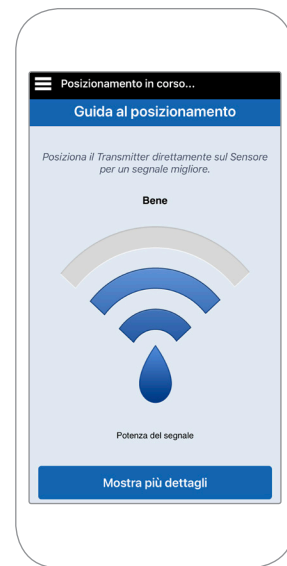 Posizionamento in corso...
Guida al posizionamento
Posiziona il Transmitter direttamente sul Sensore
per un segnale migliore.
Bene
Potenza del segnale
Mostra più dettagli